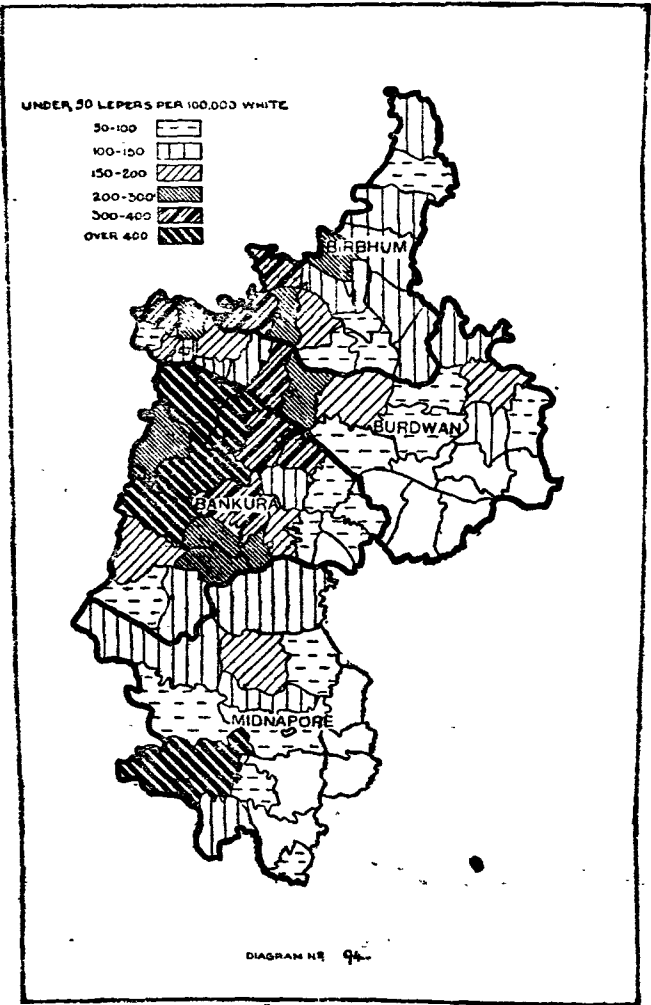 UNDER 50 LEPERS PER 100,000 WHITE
50-100
100-150
150-200
200-300
300-400
OVER 400
BIRBHUM
BURDWAN
BANKURA
MIDNAPORE
DIAGRAM Nº 94.